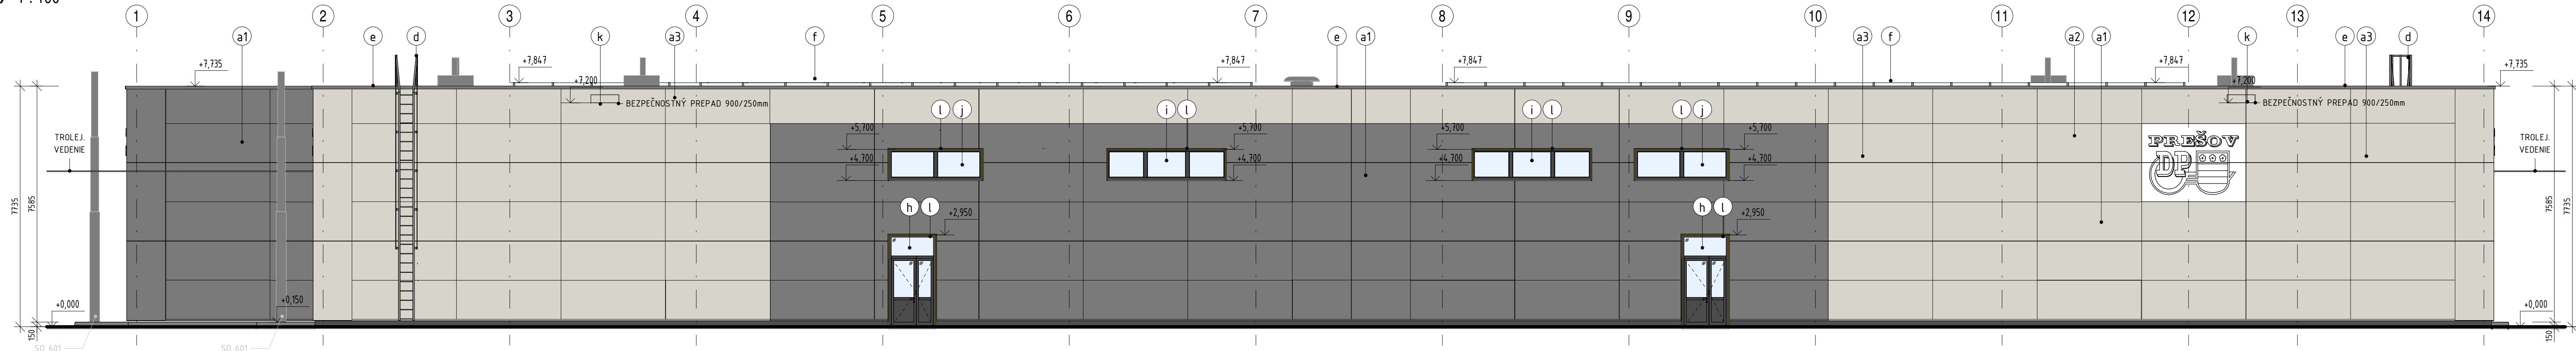 1 : 100
1 2 3 4 5 6 7 8 9 10 11 12 13 14
a1 e d k a3 f e a1 a3 f a2 a1 k e a3 d
+7,735 +7,847 +7,847 +7,847 +7,847 +7,735
+7,200 +7,200
BEZPEČNOSTNÝ PREPAD 900/250mm BEZPEČNOSTNÝ PREPAD 900/250mm
l j i l i l l j
+5,700 +5,700 +5,700 +5,700
TROLEJ. TROLEJ.
VEDENIE VEDENIE
PREŠOV
DP
+4,700 +4,700 +4,700 +4,700
7735 7585 7585 7735
h l h l
+2,950 +2,950
+0,000 +0,150 +0,000
150 150
SO 601 SO 601